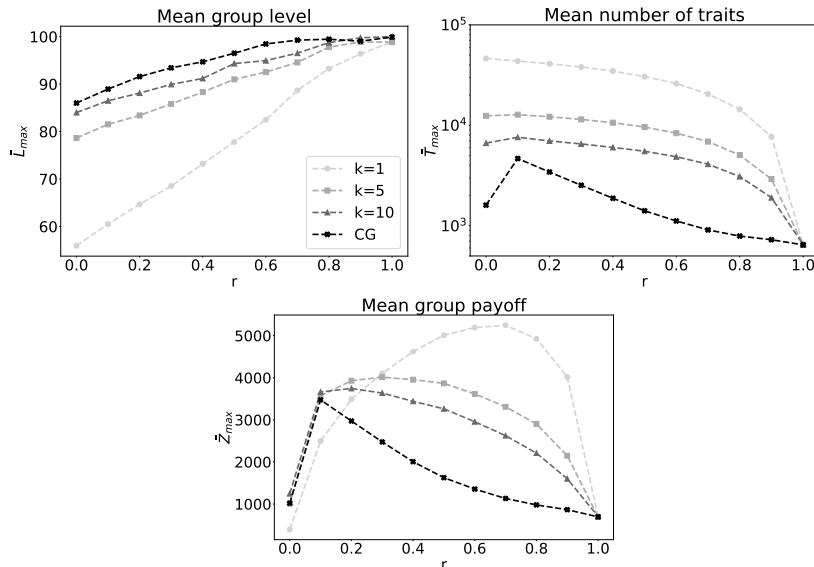 Mean group level
100
90
80
70
60
L̄max
0.0 0.2 0.4 0.6 0.8 1.0
r
k=1
k=5
k=10
CG
Mean number of traits
10^5
10^4
10^3
T̄max
0.0 0.2 0.4 0.6 0.8 1.0
r
Mean group payoff
5000
4000
3000
2000
1000
Z̄max
0.0 0.2 0.4 0.6 0.8 1.0
r